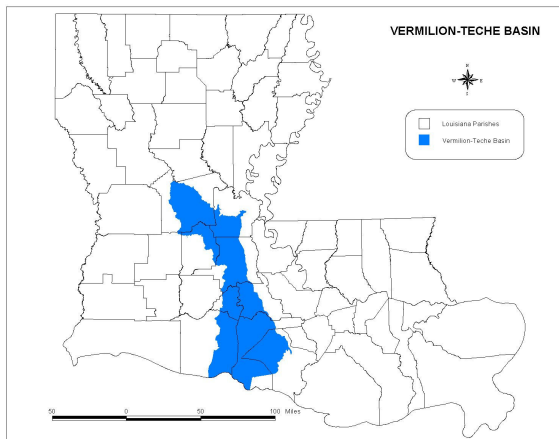 VERMILION-TECHE BASIN
N
W E
S
Louisiana Parishes
Vermilion-Teche Basin
50 0 50 100 Miles